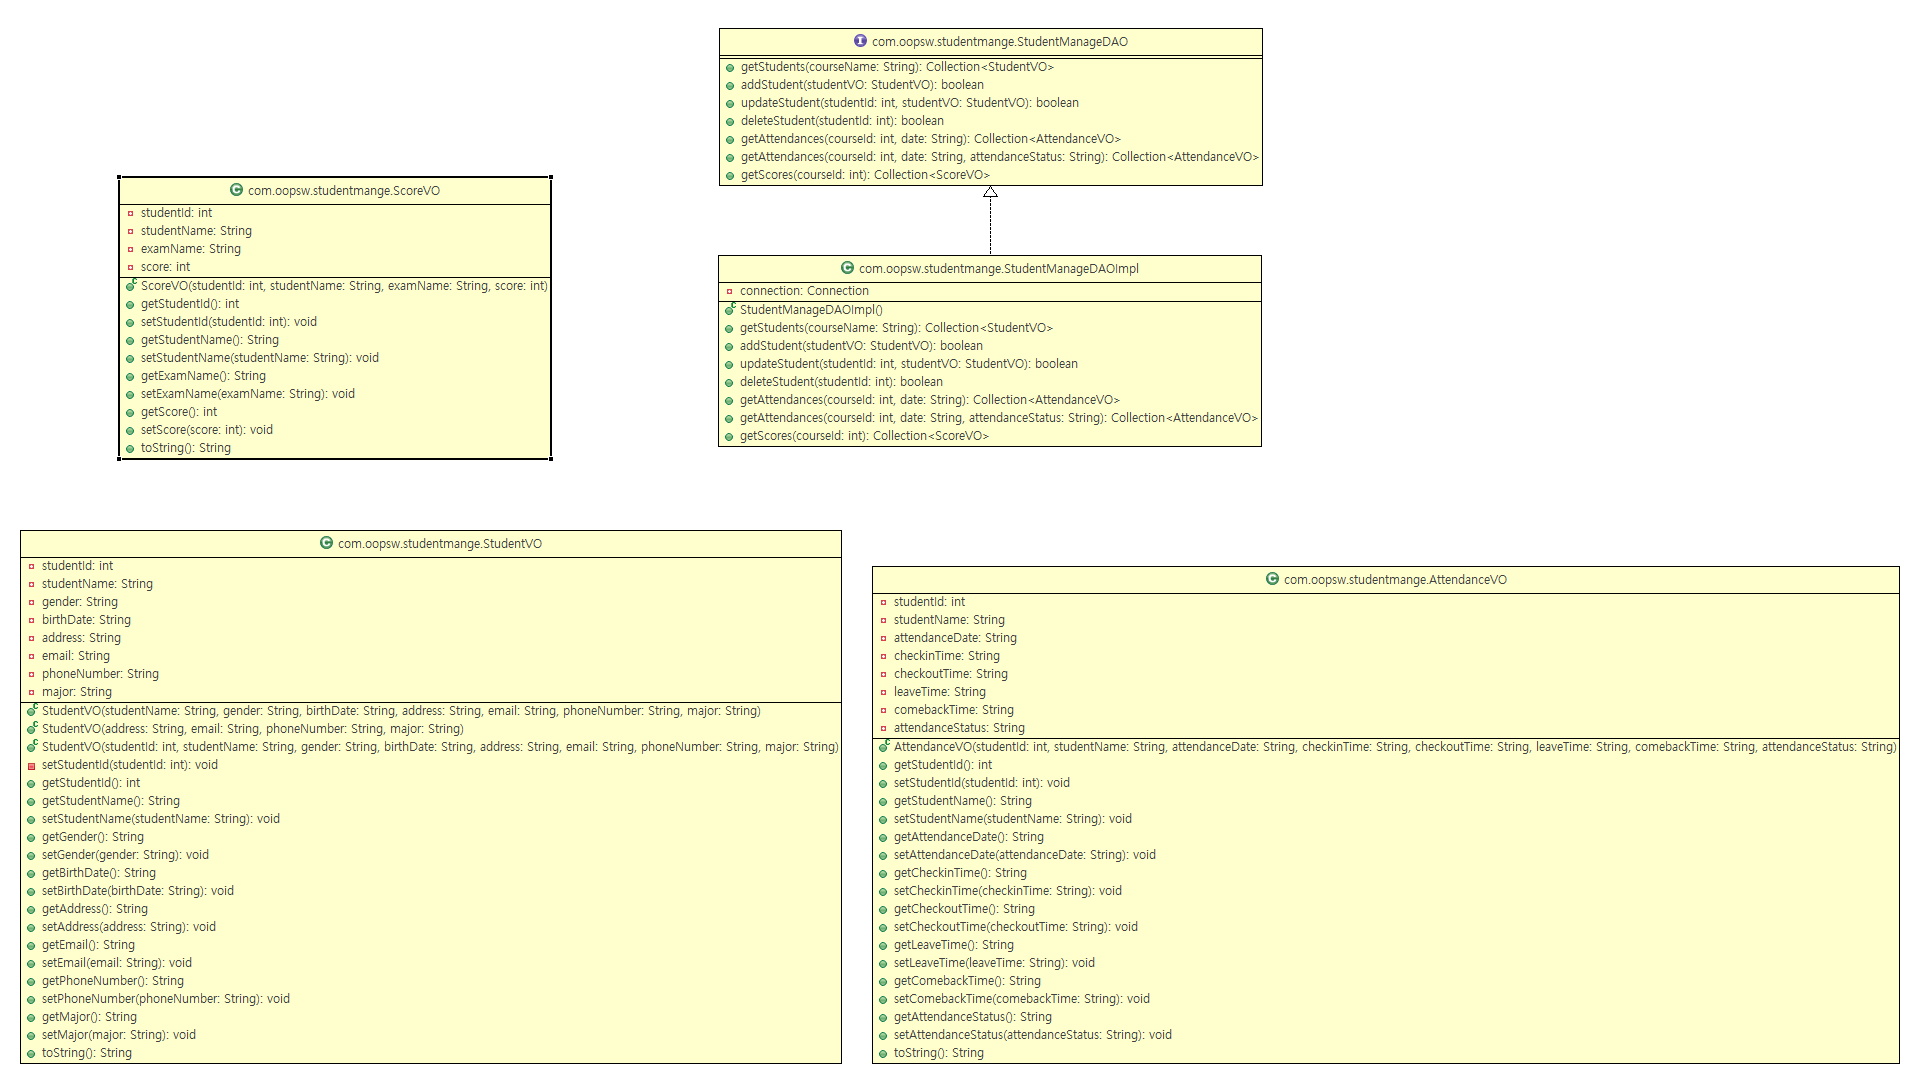 com.oopsw.studentmange.StudentManageDAO
getStudents(courseName: String): Collection<StudentVO>
addStudent(studentVO: StudentVO): boolean
updateStudent(studentId: int, studentVO: StudentVO): boolean
deleteStudent(studentId: int): boolean
getAttendances(courseId: int, date: String): Collection<AttendanceVO>
getAttendances(courseId: int, date: String, attendanceStatus: String): Collection<AttendanceVO>
getScores(courseId: int): Collection<ScoreVO>
com.oopsw.studentmange.ScoreVO
studentId: int
studentName: String
examName: String
score: int
ScoreVO(studentId: int, studentName: String, examName: String, score: int)
getStudentId(): int
setStudentId(studentId: int): void
getStudentName(): String
setStudentName(studentName: String): void
getExamName(): String
setExamName(examName: String): void
getScore(): int
setScore(score: int): void
toString(): String
com.oopsw.studentmange.StudentManageDAOImpl
connection: Connection
StudentManageDAOImpl()
getStudents(courseName: String): Collection<StudentVO>
addStudent(studentVO: StudentVO): boolean
updateStudent(studentId: int, studentVO: StudentVO): boolean
deleteStudent(studentId: int): boolean
getAttendances(courseId: int, date: String): Collection<AttendanceVO>
getAttendances(courseId: int, date: String, attendanceStatus: String): Collection<AttendanceVO>
getScores(courseId: int): Collection<ScoreVO>
com.oopsw.studentmange.StudentVO
studentId: int
studentName: String
gender: String
birthDate: String
address: String
email: String
phoneNumber: String
major: String
StudentVO(studentName: String, gender: String, birthDate: String, address: String, email: String, phoneNumber: String, major: String)
StudentVO(address: String, email: String, phoneNumber: String, major: String)
StudentVO(studentId: int, studentName: String, gender: String, birthDate: String, address: String, email: String, phoneNumber: String, major: String)
setStudentId(studentId: int): void
getStudentId(): int
getStudentName(): String
setStudentName(studentName: String): void
getGender(): String
setGender(gender: String): void
getBirthDate(): String
setBirthDate(birthDate: String): void
getAddress(): String
setAddress(address: String): void
getEmail(): String
setEmail(email: String): void
getPhoneNumber(): String
setPhoneNumber(phoneNumber: String): void
getMajor(): String
setMajor(major: String): void
toString(): String
com.oopsw.studentmange.AttendanceVO
studentId: int
studentName: String
attendanceDate: String
checkinTime: String
checkoutTime: String
leaveTime: String
comebackTime: String
attendanceStatus: String
AttendanceVO(studentId: int, studentName: String, attendanceDate: String, checkinTime: String, checkoutTime: String, leaveTime: String, comebackTime: String, attendanceStatus: String)
getStudentId(): int
setStudentId(studentId: int): void
getStudentName(): String
setStudentName(studentName: String): void
getAttendanceDate(): String
setAttendanceDate(attendanceDate: String): void
getCheckinTime(): String
setCheckinTime(checkinTime: String): void
getCheckoutTime(): String
setCheckoutTime(checkoutTime: String): void
getLeaveTime(): String
setLeaveTime(leaveTime: String): void
getComebackTime(): String
setComebackTime(comebackTime: String): void
getAttendanceStatus(): String
setAttendanceStatus(attendanceStatus: String): void
toString(): String